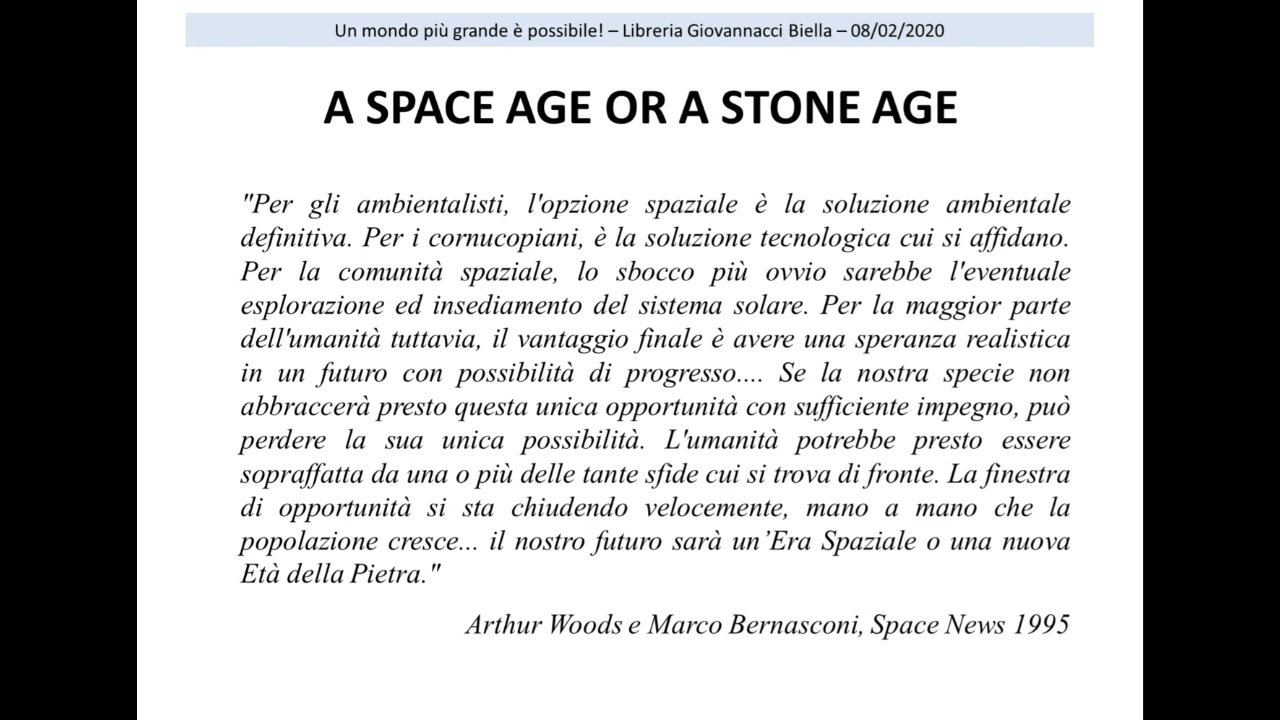 Un mondo più grande è possibile! – Libreria Giovannacci Biella – 08/02/2020
A SPACE AGE OR A STONE AGE
"Per gli ambientalisti, l'opzione spaziale è la soluzione ambientale
definitiva. Per i cornucopiani, è la soluzione tecnologica cui si affidano.
Per la comunità spaziale, lo sbocco più ovvio sarebbe l'eventuale
esplorazione ed insediamento del sistema solare. Per la maggior parte
dell'umanità tuttavia, il vantaggio finale è avere una speranza realistica
in un futuro con possibilità di progresso.... Se la nostra specie non
abbraccerà presto questa unica opportunità con sufficiente impegno, può
perdere la sua unica possibilità. L'umanità potrebbe presto essere
sopraffatta da una o più delle tante sfide cui si trova di fronte. La finestra
di opportunità si sta chiudendo velocemente, mano a mano che la
popolazione cresce... il nostro futuro sarà un’Era Spaziale o una nuova
Età della Pietra."
Arthur Woods e Marco Bernasconi, Space News 1995